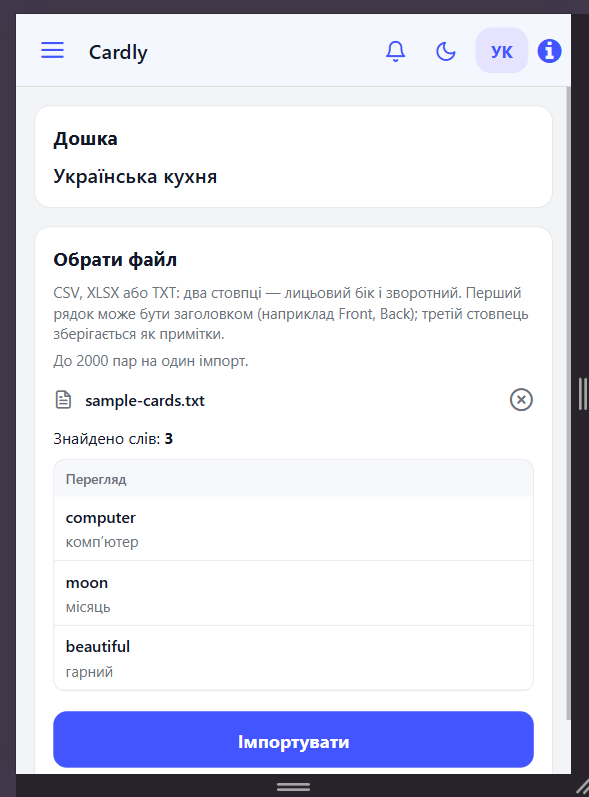 Cardly
УК
Дошка
Українська кухня
Обрати файл
CSV, XLSX або TXT: два стовпці — лицьовий бік і зворотний. Перший
рядок може бути заголовком (наприклад Front, Back); третій стовпець
зберігається як примітки.
До 2000 пар на один імпорт.
sample-cards.txt
Знайдено слів: 3
Перегляд
computer
комп’ютер
moon
місяць
beautiful
гарний
Імпортувати